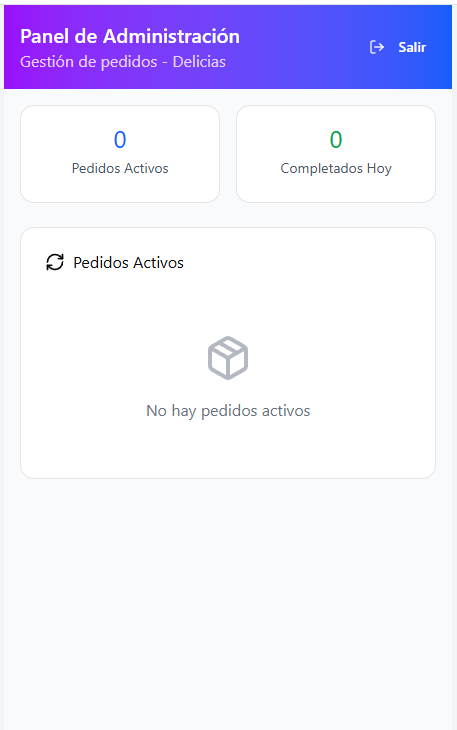 Panel de Administración
Gestión de pedidos - Delicias
Salir
0
Pedidos Activos
0
Completados Hoy
Pedidos Activos
No hay pedidos activos